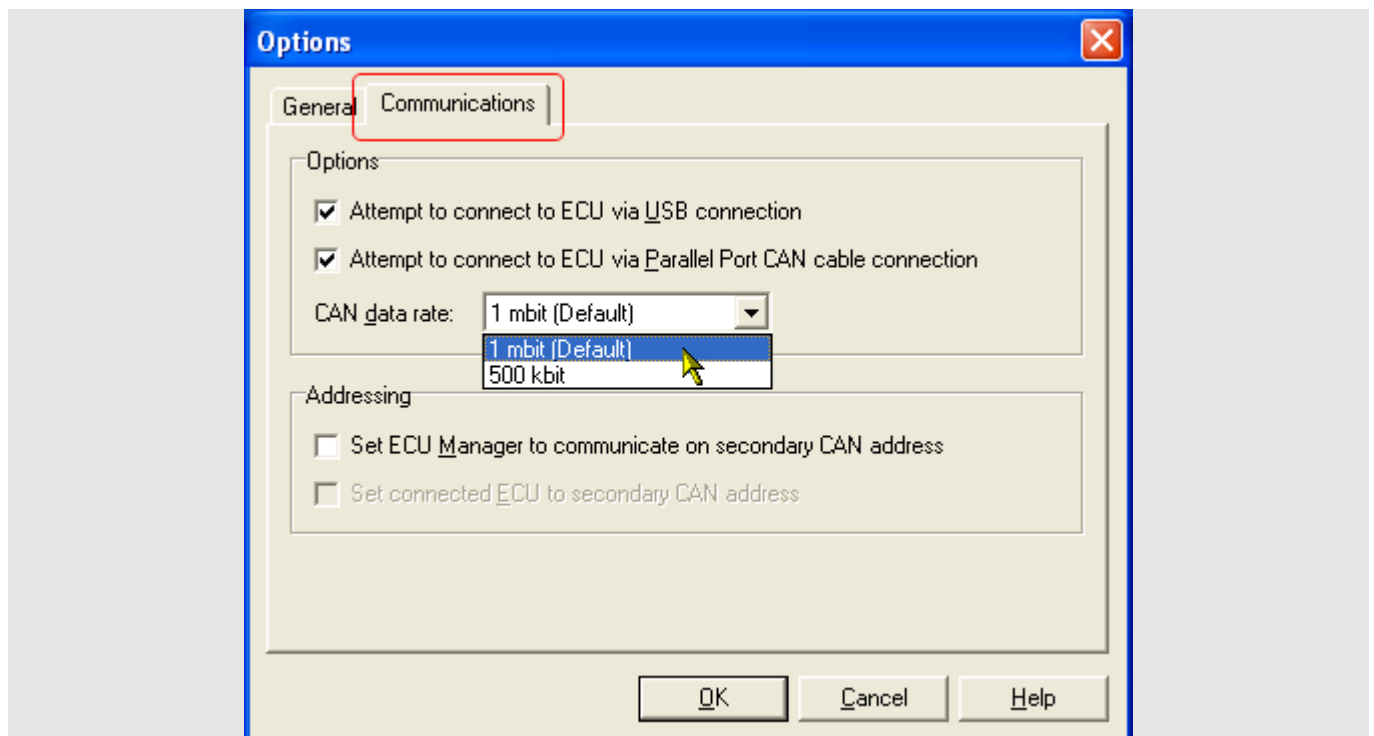 Options
General Communications
Options
Attempt to connect to ECU via USB connection
Attempt to connect to ECU via Parallel Port CAN cable connection
CAN data rate: 1 mbit (Default)
1 mbit (Default)
500 kbit
Addressing
Set ECU Manager to communicate on secondary CAN address
Set connected ECU to secondary CAN address
OK Cancel Help